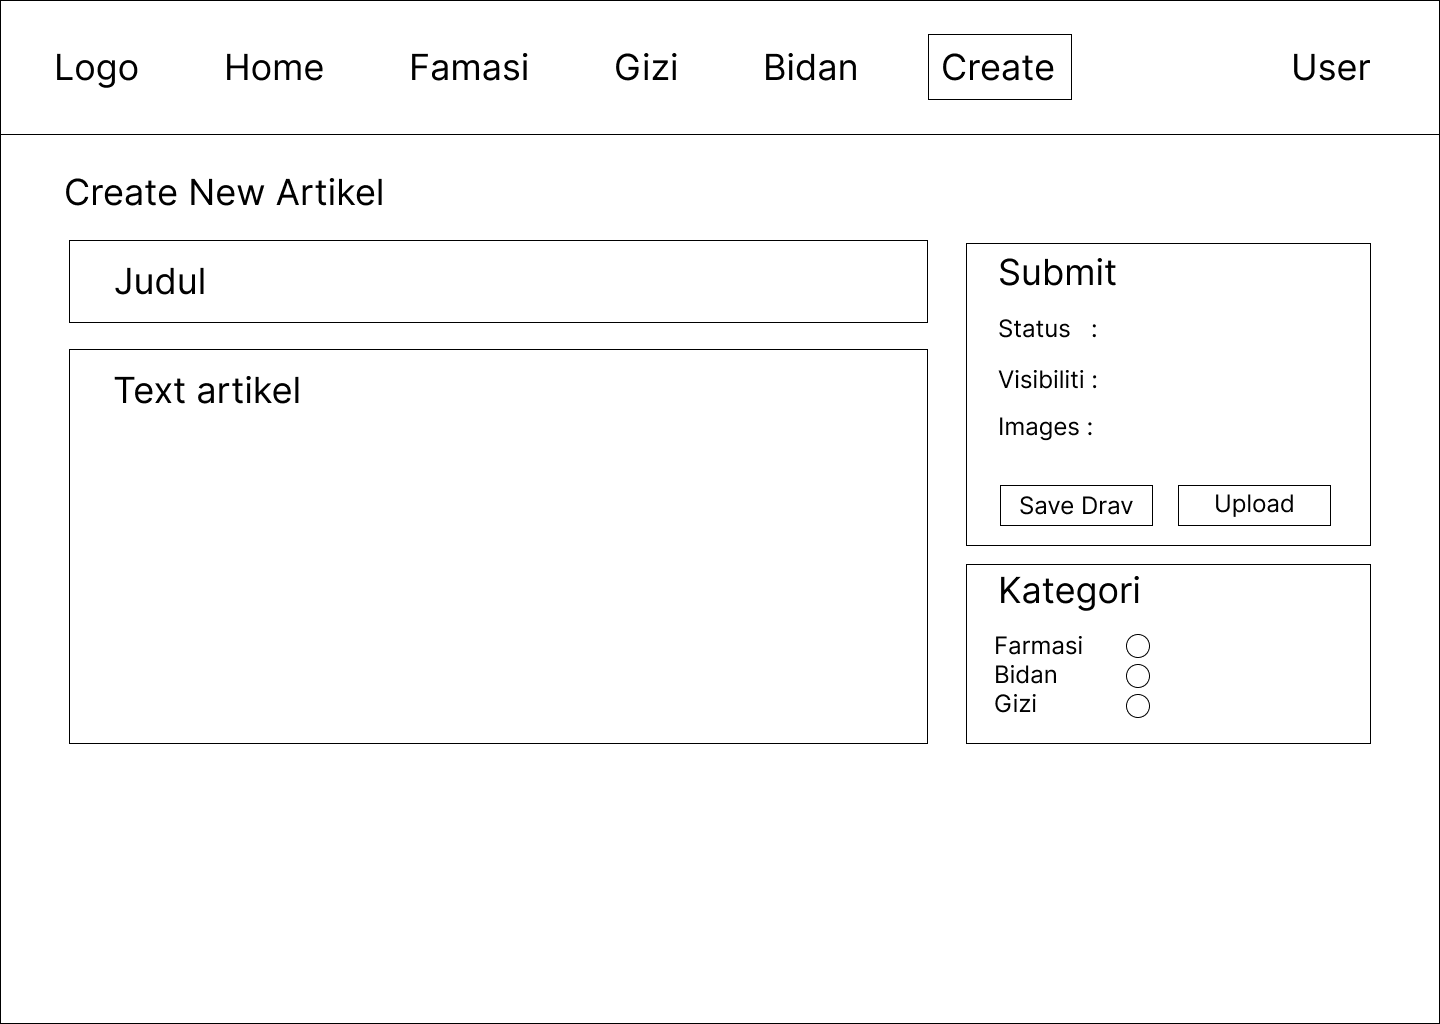 Logo Home Famasi Gizi Bidan Create User
Create New Artikel
Judul
Text artikel
Submit
Status :
Visibiliti :
Images :
Save Drav Upload
Kategori
Farmasi
Bidan
Gizi